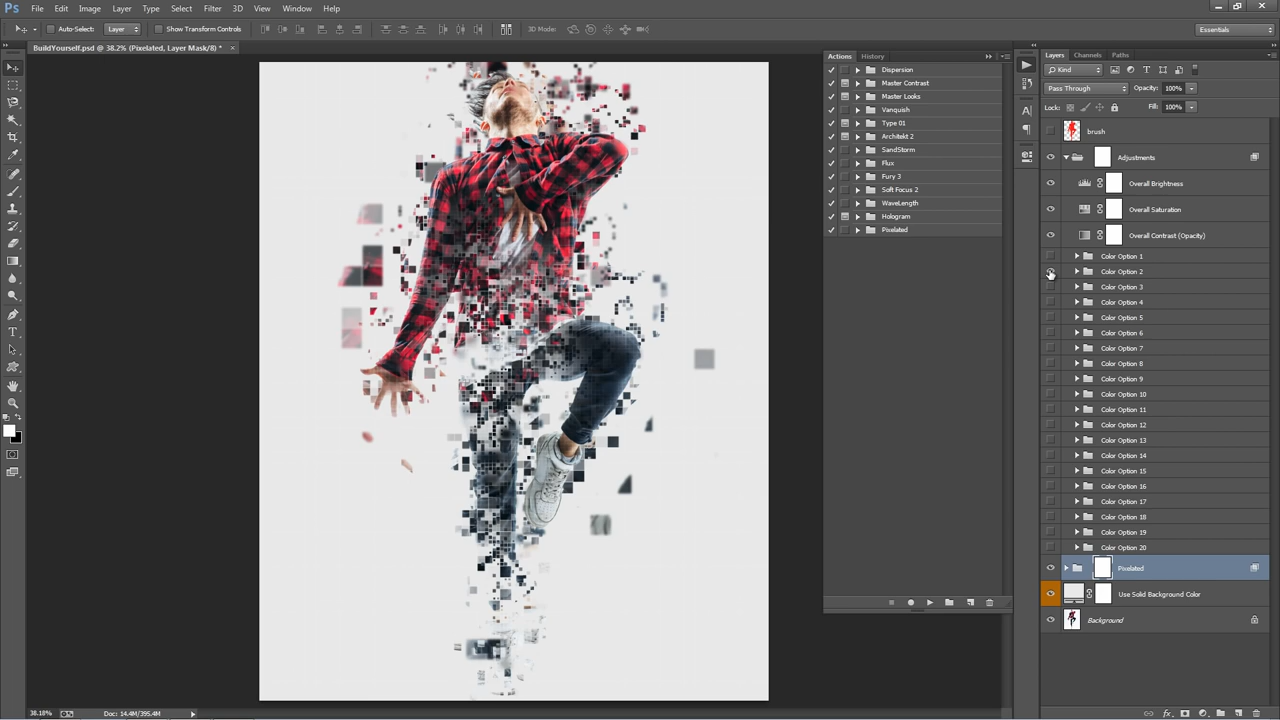 Ps File Edit Image Layer Type Select Filter 3D View Window Help
Auto-Select: Layer Show Transform Controls 3D Mode: Essentials
BuildYourself.psd @ 38.2% (Pixelated, Layer Mask/8) * ×
Actions History
Dispersion
Master Contrast
Master Looks
Vanquish
Type 01
Architekt 2
SandStorm
Flux
Fury 3
Soft Focus 2
WaveLength
Hologram
Pixelated
Layers Channels Paths
Kind
Pass Through Opacity: 100%
Lock: Fill: 100%
brush
Adjustments
Overall Brightness
Overall Saturation
Overall Contrast (Opacity)
Color Option 1
Color Option 2
Color Option 3
Color Option 4
Color Option 5
Color Option 6
Color Option 7
Color Option 8
Color Option 9
Color Option 10
Color Option 11
Color Option 12
Color Option 13
Color Option 14
Color Option 15
Color Option 16
Color Option 17
Color Option 18
Color Option 19
Color Option 20
Pixelated
Use Solid Background Color
Background
38.18% Doc: 14.4M/395.4M